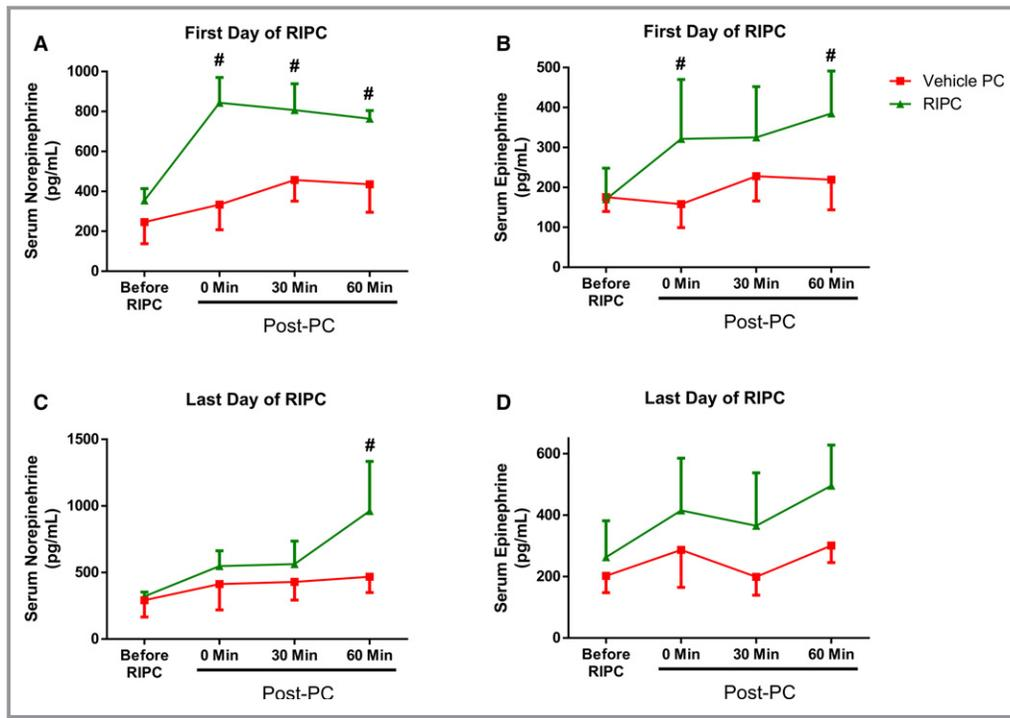 A
First Day of RIPC
#
#
#
Serum Norepinephrine
(pg/mL)
1000
800
600
400
200
0
Before
RIPC
0 Min
30 Min
60 Min
Post-PC
B
First Day of RIPC
#
#
Serum Epinephrine
(pg/mL)
500
400
300
200
100
0
Before
RIPC
0 Min
30 Min
60 Min
Post-PC
Vehicle PC
RIPC
C
Last Day of RIPC
#
Serum Norepinehrine
(pg/mL)
1500
1000
500
0
Before
RIPC
0 Min
30 Min
60 Min
Post-PC
D
Last Day of RIPC
Serum Epinephrine
(pg/mL)
600
400
200
0
Before
RIPC
0 Min
30 Min
60 Min
Post-PC